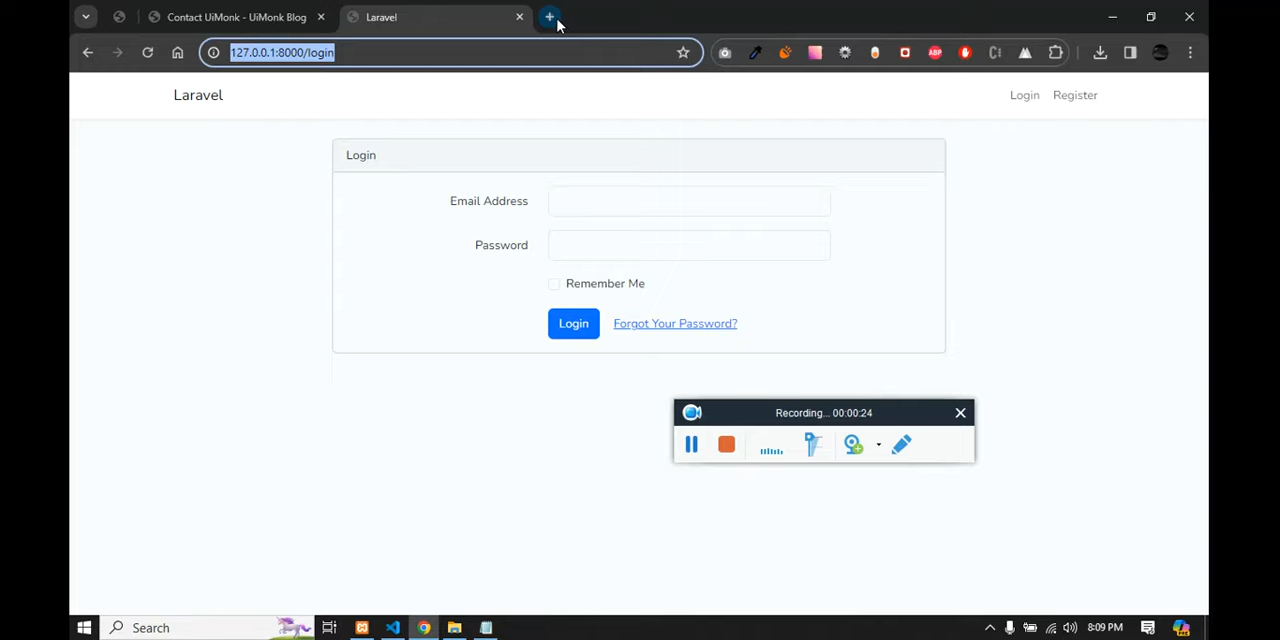 Contact UiMonk - UiMonk Blog
Laravel
127.0.0.1:8000/login
ABP
Laravel
Login Register
Login
Email Address
Password
Remember Me
Login Forgot Your Password?
Recording... 00:00:24
Search
8:09 PM